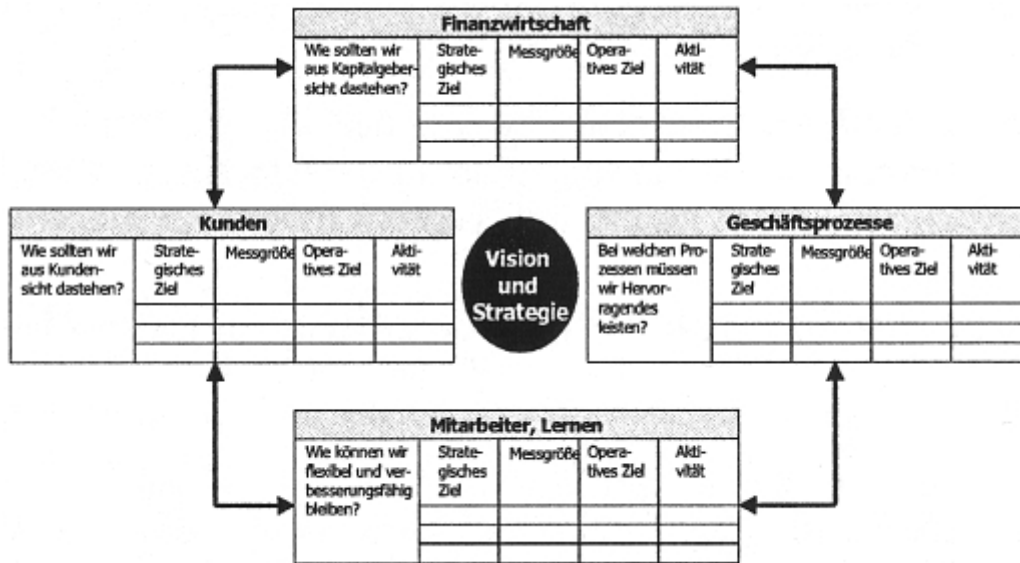 Finanzwirtschaft
Wie sollten wir
aus Kapitalgeber-
sicht dastehen?
Strate-
gisches
Ziel
Messgröße
Opera-
tives Ziel
Akti-
vität
Kunden
Wie sollten wir
aus Kunden-
sicht dastehen?
Strate-
gisches
Ziel
Messgröße
Opera-
tives Ziel
Akti-
vität
Vision
und
Strategie
Geschäftsprozesse
Bei welchen Pro-
zessen müssen
wir Hervor-
ragendes
leisten?
Strate-
gisches
Ziel
Messgröße
Opera-
tives Ziel
Akti-
vität
Mitarbeiter, Lernen
Wie können wir
flexibel und ver-
besserungsfähig
bleiben?
Strate-
gisches
Ziel
Messgröße
Opera-
tives Ziel
Akti-
vität